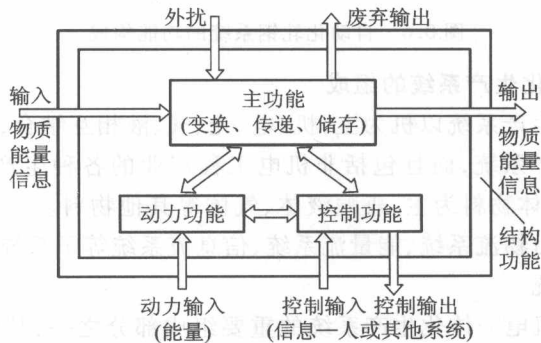 外扰
废弃输出
输入
物质
能量
信息
主功能
(变换、传递、储存)
输出
物质
能量
信息
动力功能
控制功能
结构
功能
动力输入
(能量)
控制输入
(信息—人或其他系统)
控制输出